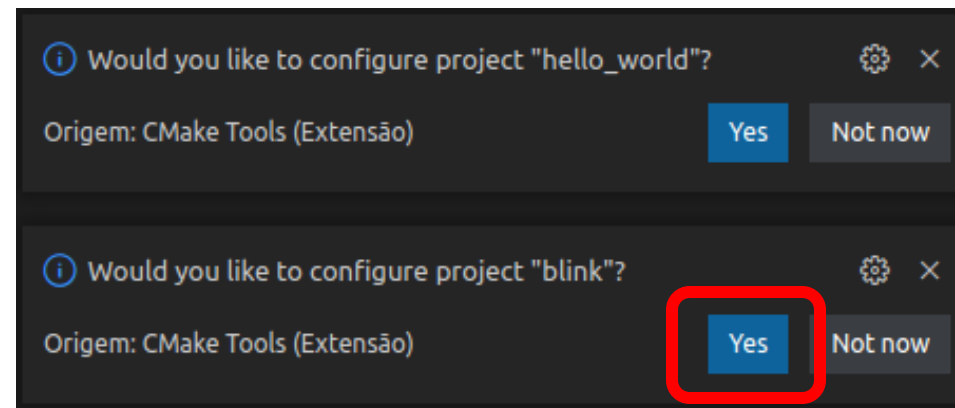 Would you like to configure project "hello_world"?
Origem: CMake Tools (Extensão)
Yes
Not now
Would you like to configure project "blink"?
Origem: CMake Tools (Extensão)
Yes
Not now